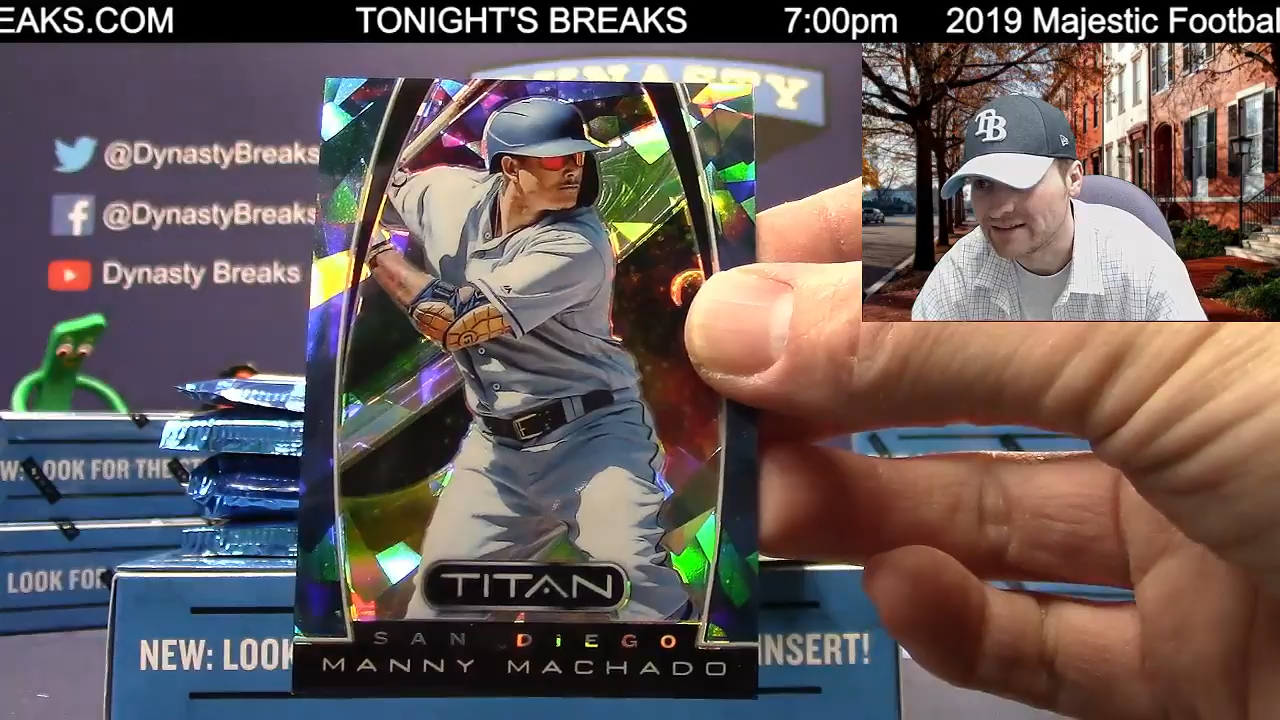 EAKS.COM TONIGHT'S BREAKS 7:00pm 2019 Majestic Footbal
DYNASTY
@DynastyBreaks
@DynastyBreaks
Dynasty Breaks
TB
W: LOOK FOR THE
LOOK FOR
TITAN
SAN DIEGO
MANNY MACHADO
NEW: LOOK INSERT!